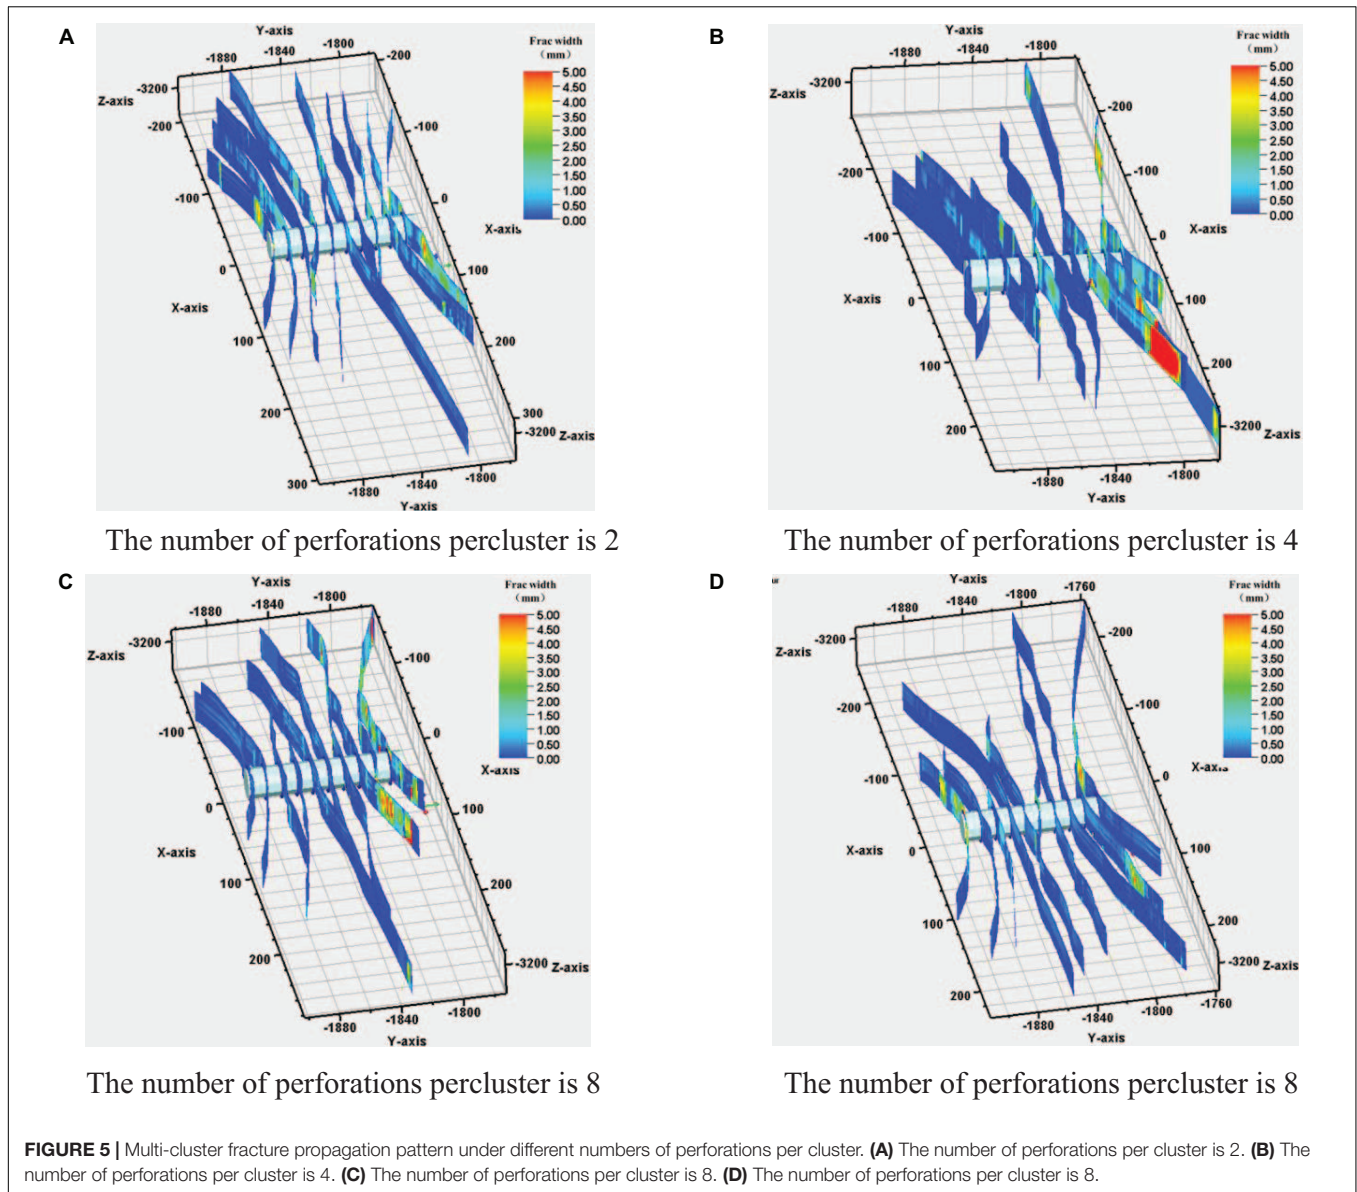 A
Y-axis
-1880
-1840
-1800
-200
-3200
Z-axis
-200
-100
-100
0
0
X-axis
X-axis
100
100
200
200
300
300
-3200
Z-axis
-1880
-1840
-1800
Y-axis
Frac width
(mm)
5.00
4.50
4.00
3.50
3.00
2.50
2.00
1.50
1.00
0.50
0.00
The number of perforations percluster is 2
B
Y-axis
-1880
-1840
-1800
-3200
Z-axis
-200
-200
-100
-100
0
0
X-axis
X-axis
100
100
200
200
-3200
Z-axis
-1880
-1840
-1800
Y-axis
Frac width
(mm)
5.00
4.50
4.00
3.50
3.00
2.50
2.00
1.50
1.00
0.50
0.00
The number of perforations percluster is 4
C
Y-axis
-1880
-1840
-1800
-3200
Z-axis
-100
-100
0
0
X-axis
X-axis
100
100
200
200
-3200
Z-axis
-1880
-1840
-1800
Y-axis
Frac width
(mm)
5.00
4.50
4.00
3.50
3.00
2.50
2.00
1.50
1.00
0.50
0.00
The number of perforations percluster is 8
D
Y-axis
-1880
-1840
-1800
-1760
-3200
Z-axis
-200
-200
-100
-100
0
0
X-axis
100
100
200
200
-3200
Z-axis
-1880
-1840
-1800
-1760
Y-axis
Frac width
(mm)
5.00
4.50
4.00
3.50
3.00
2.50
2.00
1.50
1.00
0.50
0.00
The number of perforations percluster is 8
FIGURE 5 | Multi-cluster fracture propagation pattern under different numbers of perforations per cluster. (A) The number of perforations per cluster is 2. (B) The
number of perforations per cluster is 4. (C) The number of perforations per cluster is 8. (D) The number of perforations per cluster is 8.